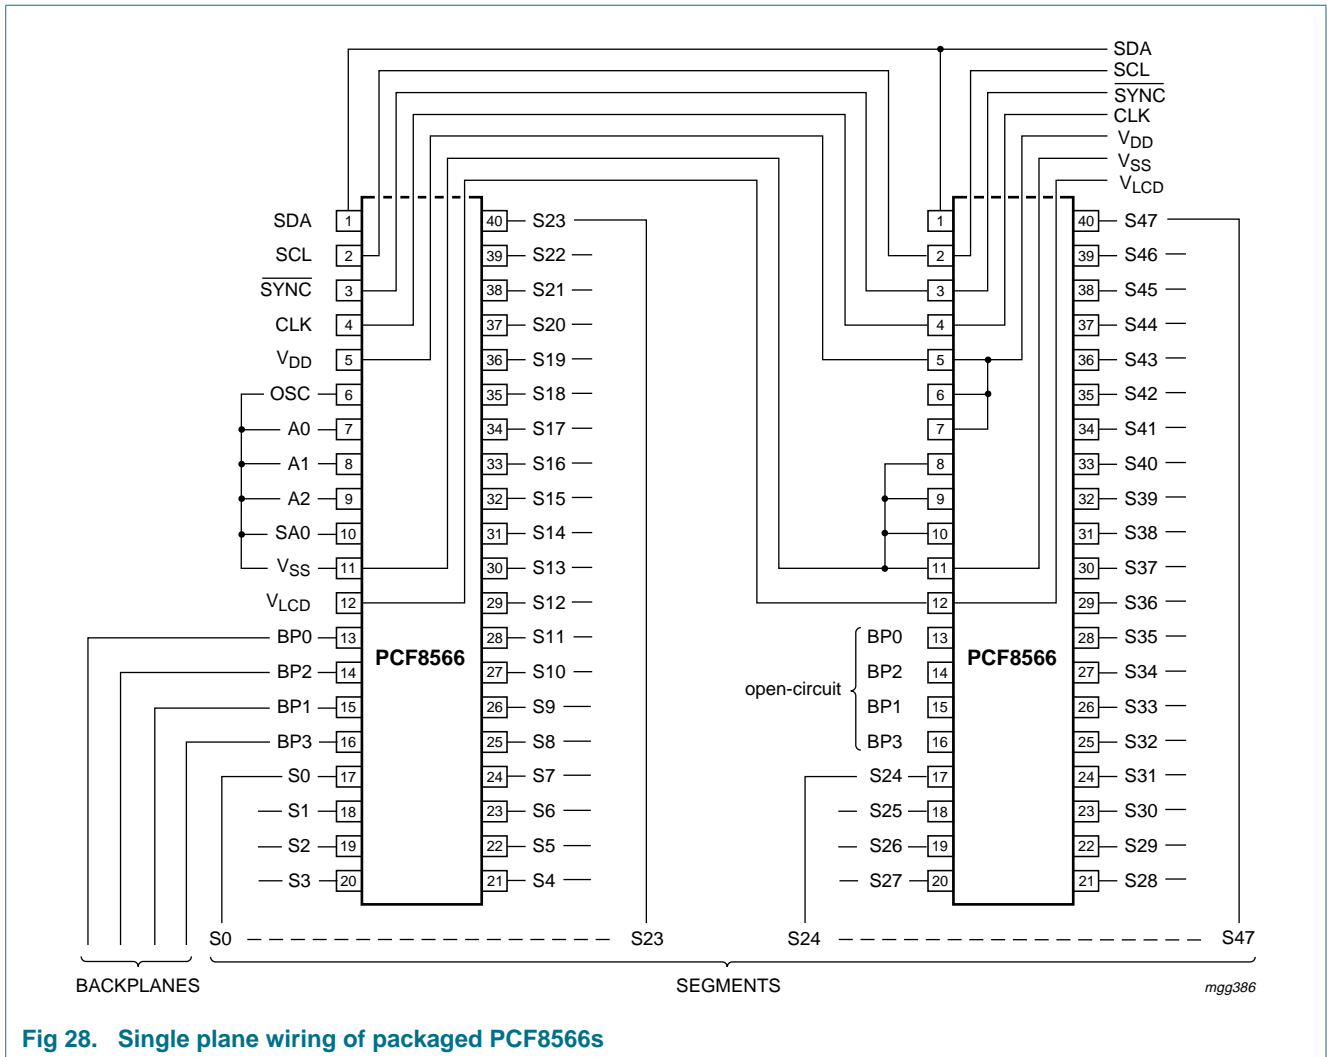 SDA
SCL
SYNC
CLK
VDD
VSS
VLCD
SDA 1 40 S23 1 40 S47
SCL 2 39 S22 2 39 S46
SYNC 3 38 S21 3 38 S45
CLK 4 37 S20 4 37 S44
VDD 5 36 S19 5 36 S43
OSC 6 35 S18 6 35 S42
A0 7 34 S17 7 34 S41
A1 8 33 S16 8 33 S40
A2 9 32 S15 9 32 S39
SA0 10 31 S14 10 31 S38
VSS 11 30 S13 11 30 S37
VLCD 12 29 S12 12 29 S36
BP0 13 28 S11 BP0 13 28 S35
PCF8566 PCF8566
BP2 14 27 S10 BP2 14 27 S34
open-circuit
BP1 15 26 S9 BP1 15 26 S33
BP3 16 25 S8 BP3 16 25 S32
S0 17 24 S7 S24 17 24 S31
S1 18 23 S6 S25 18 23 S30
S2 19 22 S5 S26 19 22 S29
S3 20 21 S4 S27 20 21 S28
S0 S23 S24 S47
BACKPLANES SEGMENTS mgg386
Fig 28. Single plane wiring of packaged PCF8566s